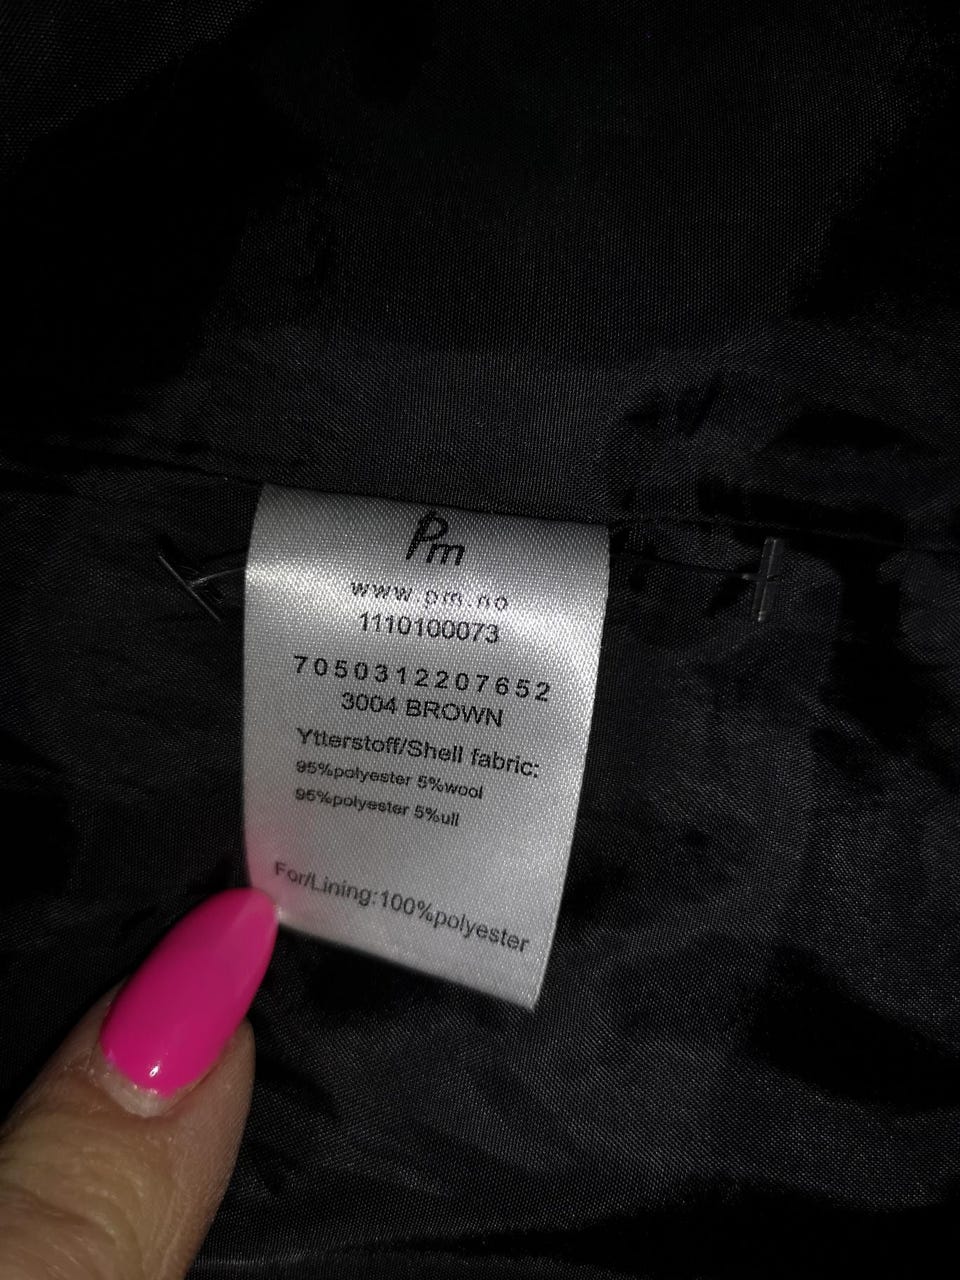 Pm
www.pm.no
1110100073
7050312207652
3004 BROWN
Ytterstoff/Shell fabric:
95%polyester 5%wool
95%polyester 5%ull
For/Lining:100%polyester